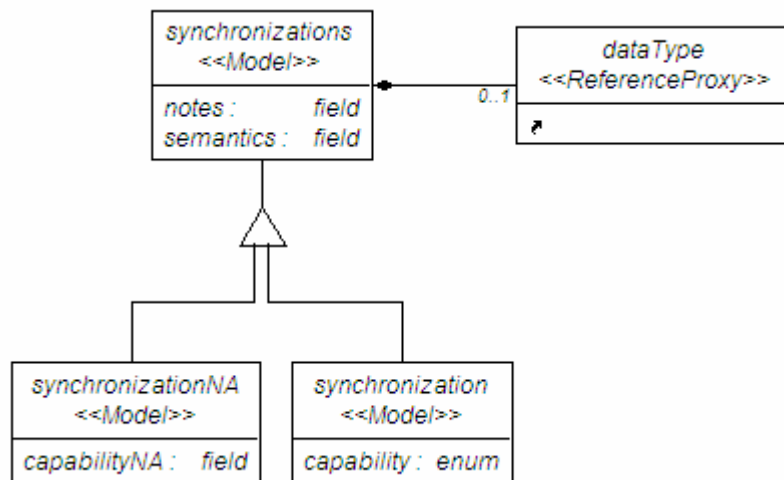 synchronizations
<<Model>>
notes : field
semantics : field
0..1
dataType
<<ReferenceProxy>>
synchronizationNA
<<Model>>
capabilityNA : field
synchronization
<<Model>>
capability : enum